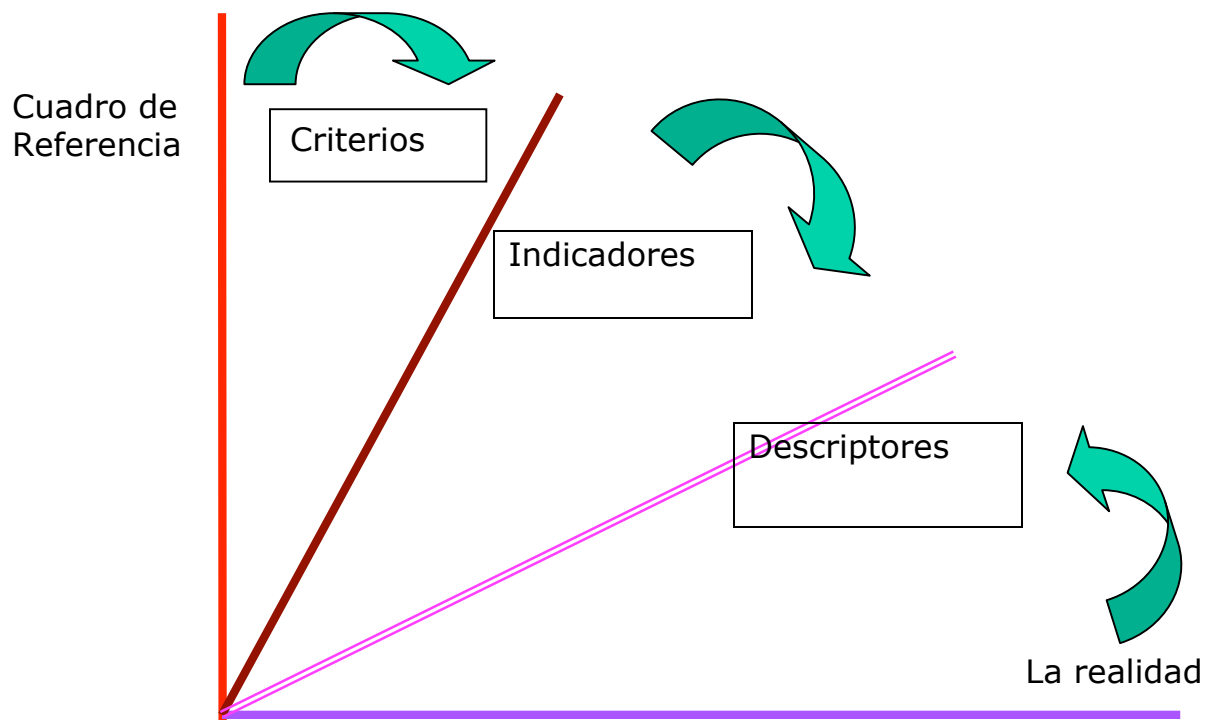 Cuadro de
Referencia
Criterios
Indicadores
Descriptores
La realidad